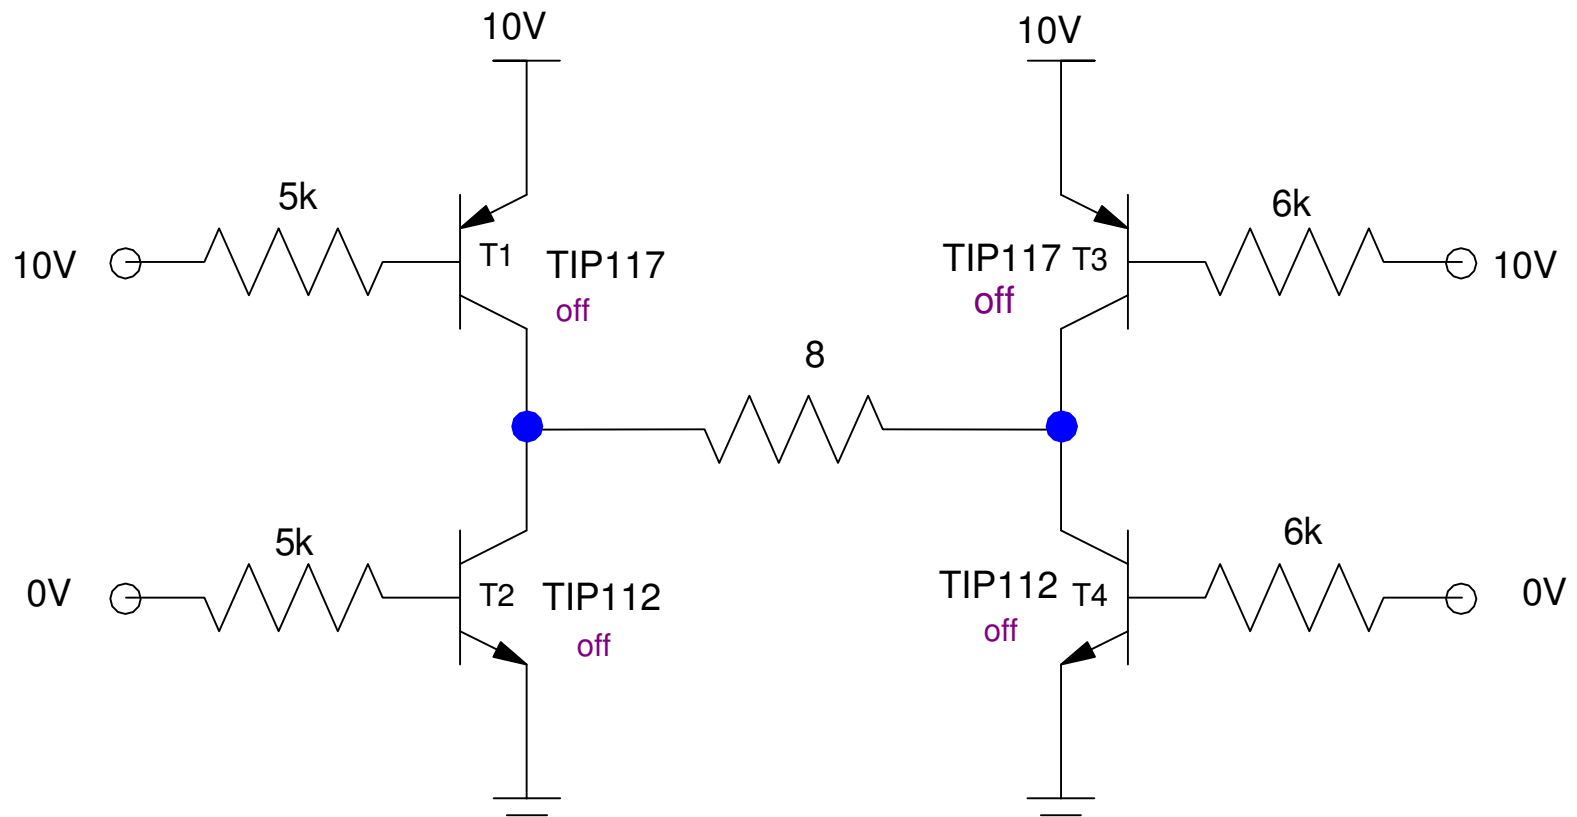 10V
10V
5k
6k
10V
T1
TIP117
off
TIP117
T3
off
10V
8
5k
6k
0V
T2
TIP112
off
TIP112
T4
off
0V